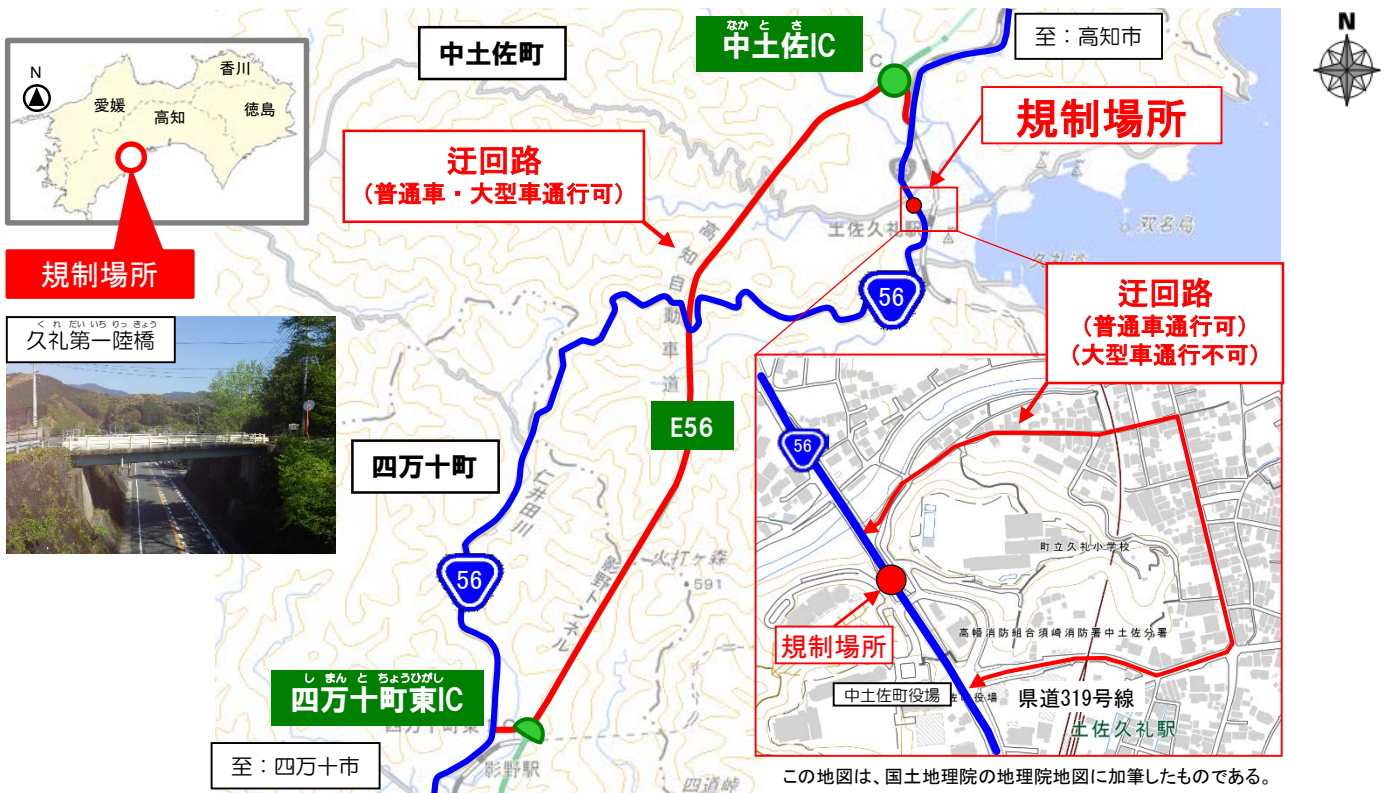 N
香川
愛媛
徳島
高知
規制場所
くれだいいちりっきょう
久礼第一陸橋
中土佐町
なかとさ
中土佐IC
至：高知市
N
規制場所
迂回路
（普通車・大型車通行可）
土佐久礼駅
双名島
高知自動車道
56
E56
四万十町
仁井田川
火打ヶ森
591
影野トンネル
56
しまんとちょうひがし
四万十町東IC
影野駅
至：四万十市
四道峠
迂回路
（普通車通行可）
（大型車通行不可）
56
町立久礼小学校
高幡消防組合須崎消防署中土佐分署
規制場所
中土佐町役場
県道319号線
土佐久礼駅
この地図は、国土地理院の地理院地図に加筆したものである。